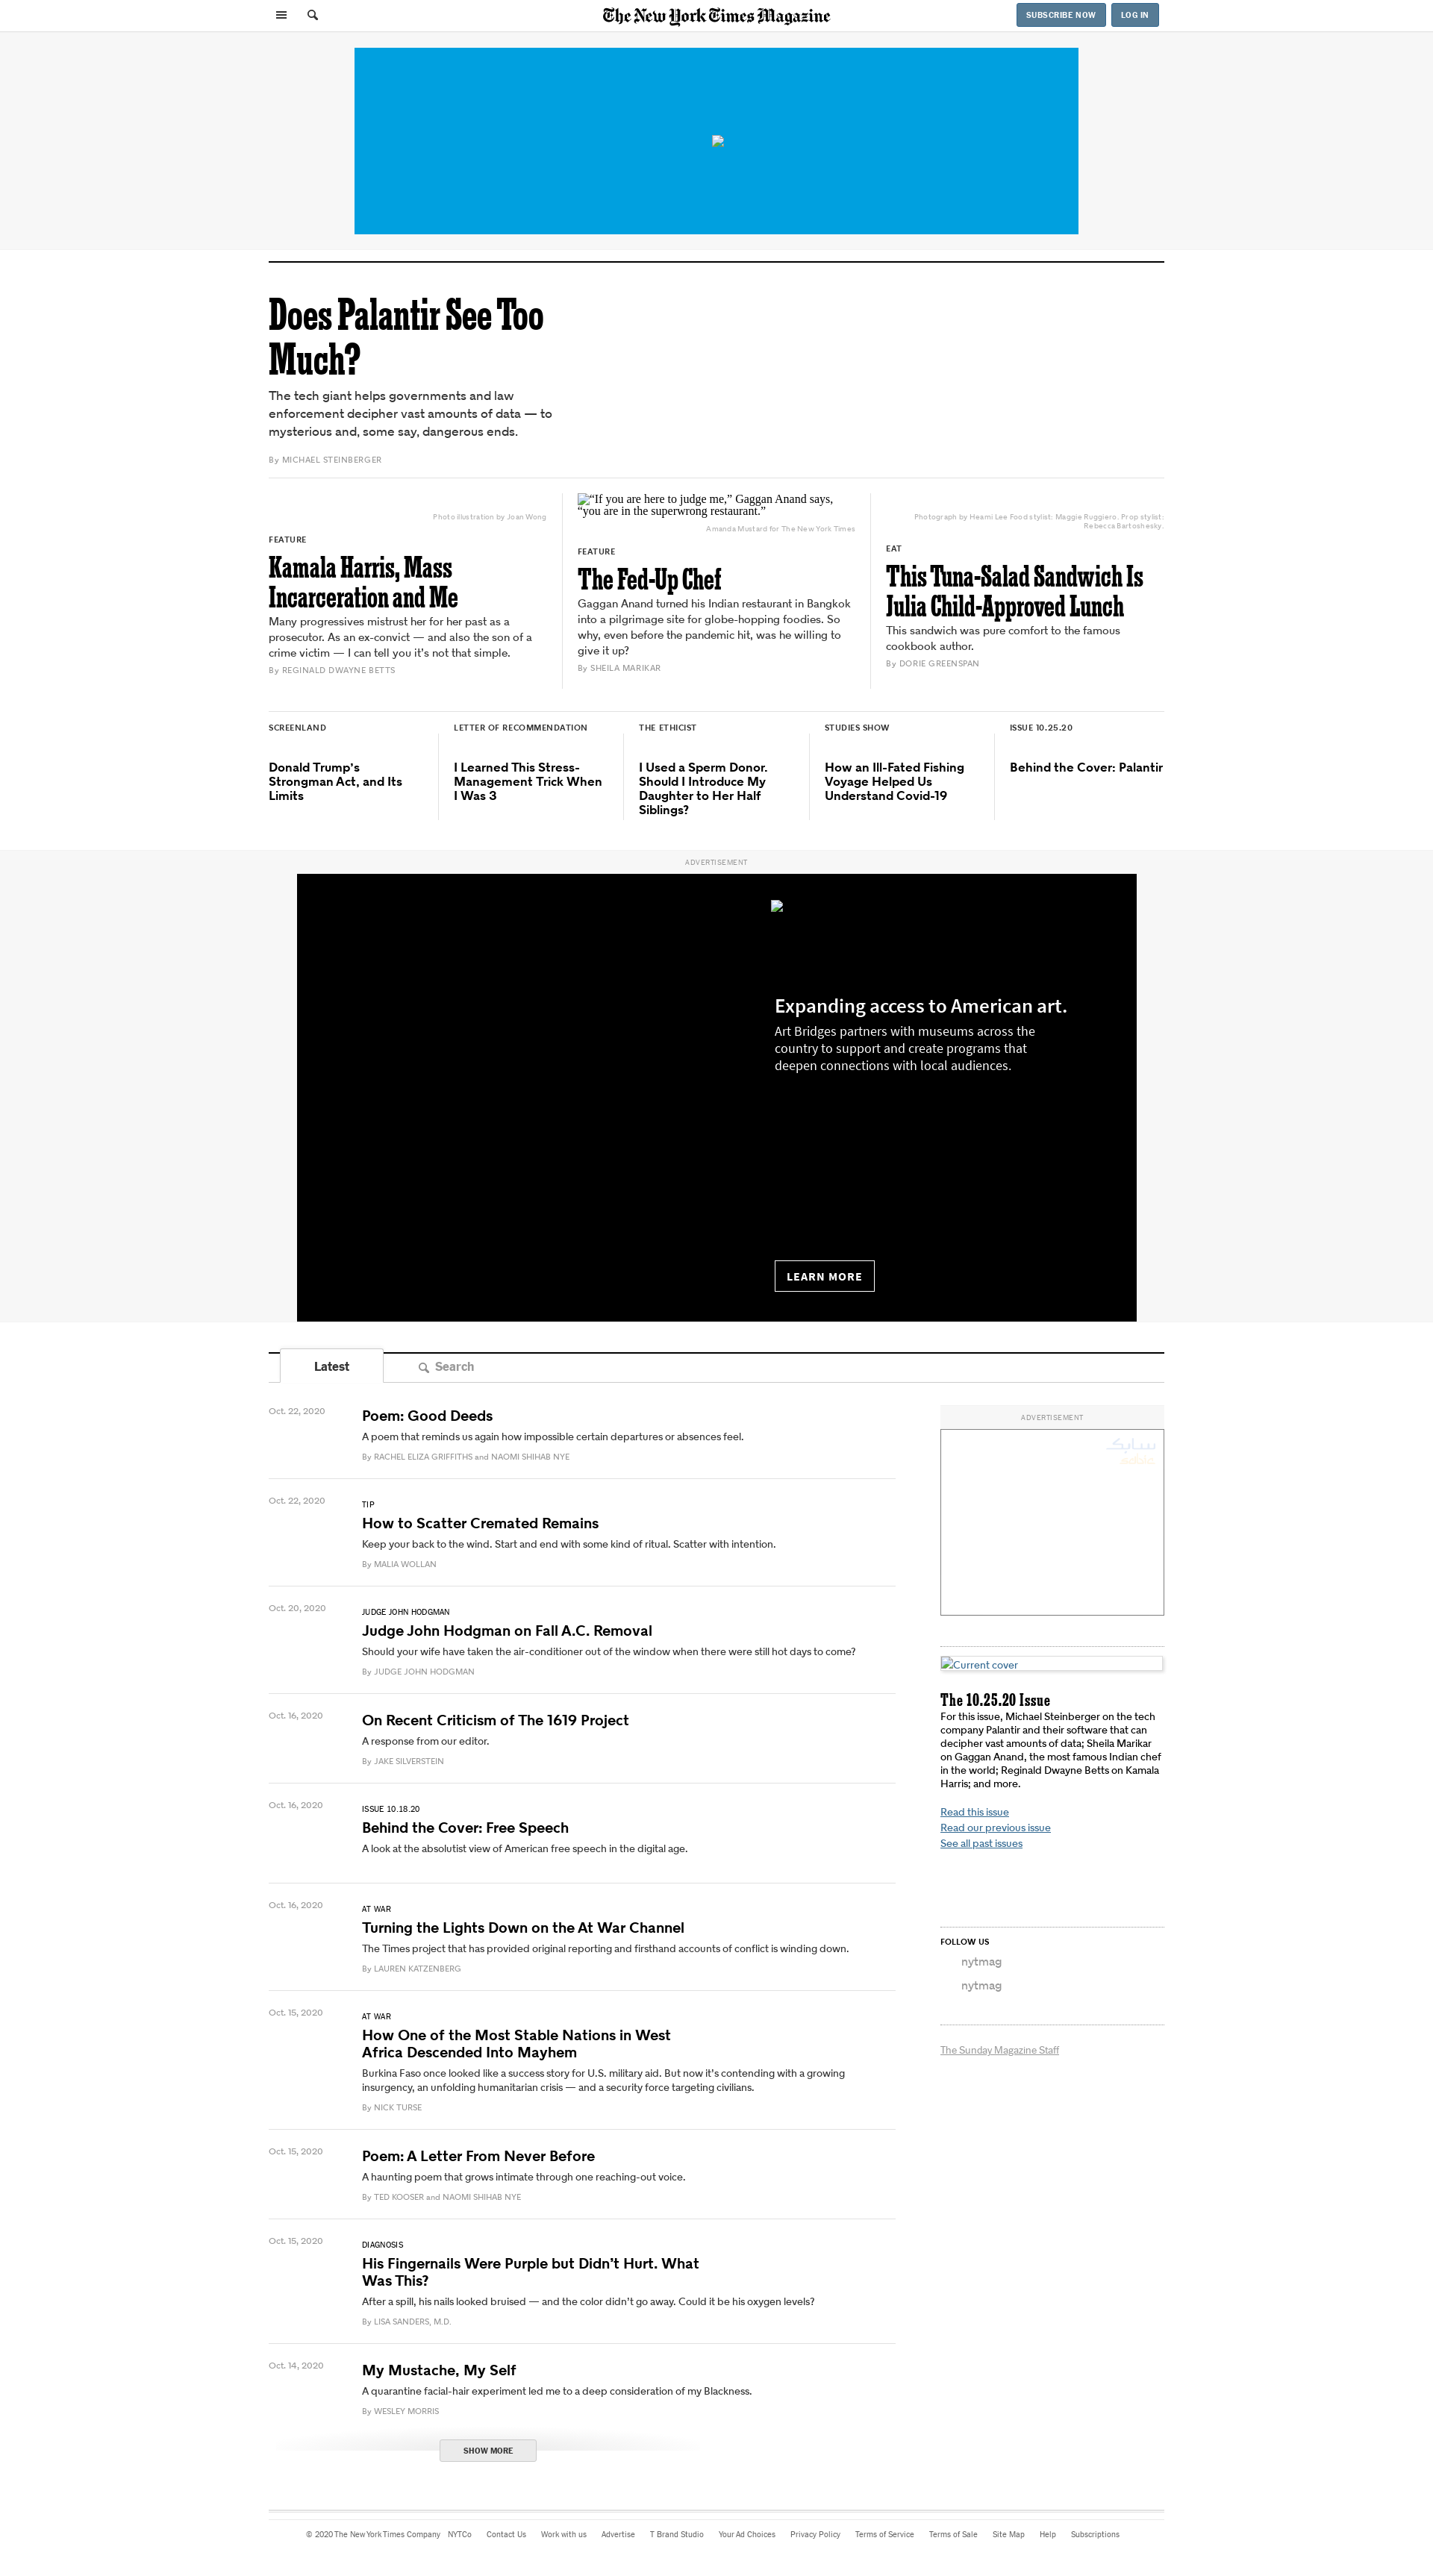 The New York Times Magazine
SUBSCRIBE NOW
LOG IN
Does Palantir See Too
Much?
The tech giant helps governments and law
enforcement decipher vast amounts of data — to
mysterious and, some say, dangerous ends.
By MICHAEL STEINBERGER
Photo illustration by Joan Wong
FEATURE
Kamala Harris, Mass
Incarceration and Me
Many progressives mistrust her for her past as a
prosecutor. As an ex-convict — and also the son of a
crime victim — I can tell you it’s not that simple.
By REGINALD DWAYNE BETTS
“If you are here to judge me,” Gaggan Anand says,
“you are in the superwrong restaurant.”
Amanda Mustard for The New York Times
FEATURE
The Fed-Up Chef
Gaggan Anand turned his Indian restaurant in Bangkok
into a pilgrimage site for globe-hopping foodies. So
why, even before the pandemic hit, was he willing to
give it up?
By SHEILA MARIKAR
Photograph by Heami Lee Food stylist: Maggie Ruggiero. Prop stylist:
Rebecca Bartoshesky.
EAT
This Tuna-Salad Sandwich Is
Julia Child-Approved Lunch
This sandwich was pure comfort to the famous
cookbook author.
By DORIE GREENSPAN
SCREENLAND
Donald Trump’s
Strongman Act, and Its
Limits
LETTER OF RECOMMENDATION
I Learned This Stress-
Management Trick When
I Was 3
THE ETHICIST
I Used a Sperm Donor.
Should I Introduce My
Daughter to Her Half
Siblings?
STUDIES SHOW
How an Ill-Fated Fishing
Voyage Helped Us
Understand Covid-19
ISSUE 10.25.20
Behind the Cover: Palantir
ADVERTISEMENT
Expanding access to American art.
Art Bridges partners with museums across the
country to support and create programs that
deepen connections with local audiences.
LEARN MORE
Latest
Search
Oct. 22, 2020
Poem: Good Deeds
A poem that reminds us again how impossible certain departures or absences feel.
By RACHEL ELIZA GRIFFITHS and NAOMI SHIHAB NYE
Oct. 22, 2020
TIP
How to Scatter Cremated Remains
Keep your back to the wind. Start and end with some kind of ritual. Scatter with intention.
By MALIA WOLLAN
Oct. 20, 2020
JUDGE JOHN HODGMAN
Judge John Hodgman on Fall A.C. Removal
Should your wife have taken the air-conditioner out of the window when there were still hot days to come?
By JUDGE JOHN HODGMAN
Oct. 16, 2020
On Recent Criticism of The 1619 Project
A response from our editor.
By JAKE SILVERSTEIN
Oct. 16, 2020
ISSUE 10.18.20
Behind the Cover: Free Speech
A look at the absolutist view of American free speech in the digital age.
Oct. 16, 2020
AT WAR
Turning the Lights Down on the At War Channel
The Times project that has provided original reporting and firsthand accounts of conflict is winding down.
By LAUREN KATZENBERG
Oct. 15, 2020
AT WAR
How One of the Most Stable Nations in West
Africa Descended Into Mayhem
Burkina Faso once looked like a success story for U.S. military aid. But now it’s contending with a growing
insurgency, an unfolding humanitarian crisis — and a security force targeting civilians.
By NICK TURSE
Oct. 15, 2020
Poem: A Letter From Never Before
A haunting poem that grows intimate through one reaching-out voice.
By TED KOOSER and NAOMI SHIHAB NYE
Oct. 15, 2020
DIAGNOSIS
His Fingernails Were Purple but Didn’t Hurt. What
Was This?
After a spill, his nails looked bruised — and the color didn’t go away. Could it be his oxygen levels?
By LISA SANDERS, M.D.
Oct. 14, 2020
My Mustache, My Self
A quarantine facial-hair experiment led me to a deep consideration of my Blackness.
By WESLEY MORRIS
SHOW MORE
ADVERTISEMENT
سابك
Current cover
The 10.25.20 Issue
For this issue, Michael Steinberger on the tech
company Palantir and their software that can
decipher vast amounts of data; Sheila Marikar
on Gaggan Anand, the most famous Indian chef
in the world; Reginald Dwayne Betts on Kamala
Harris; and more.
Read this issue
Read our previous issue
See all past issues
FOLLOW US
nytmag
nytmag
The Sunday Magazine Staff
© 2020 The New York Times Company NYTCo Contact Us Work with us Advertise T Brand Studio Your Ad Choices Privacy Policy Terms of Service Terms of Sale Site Map Help Subscriptions